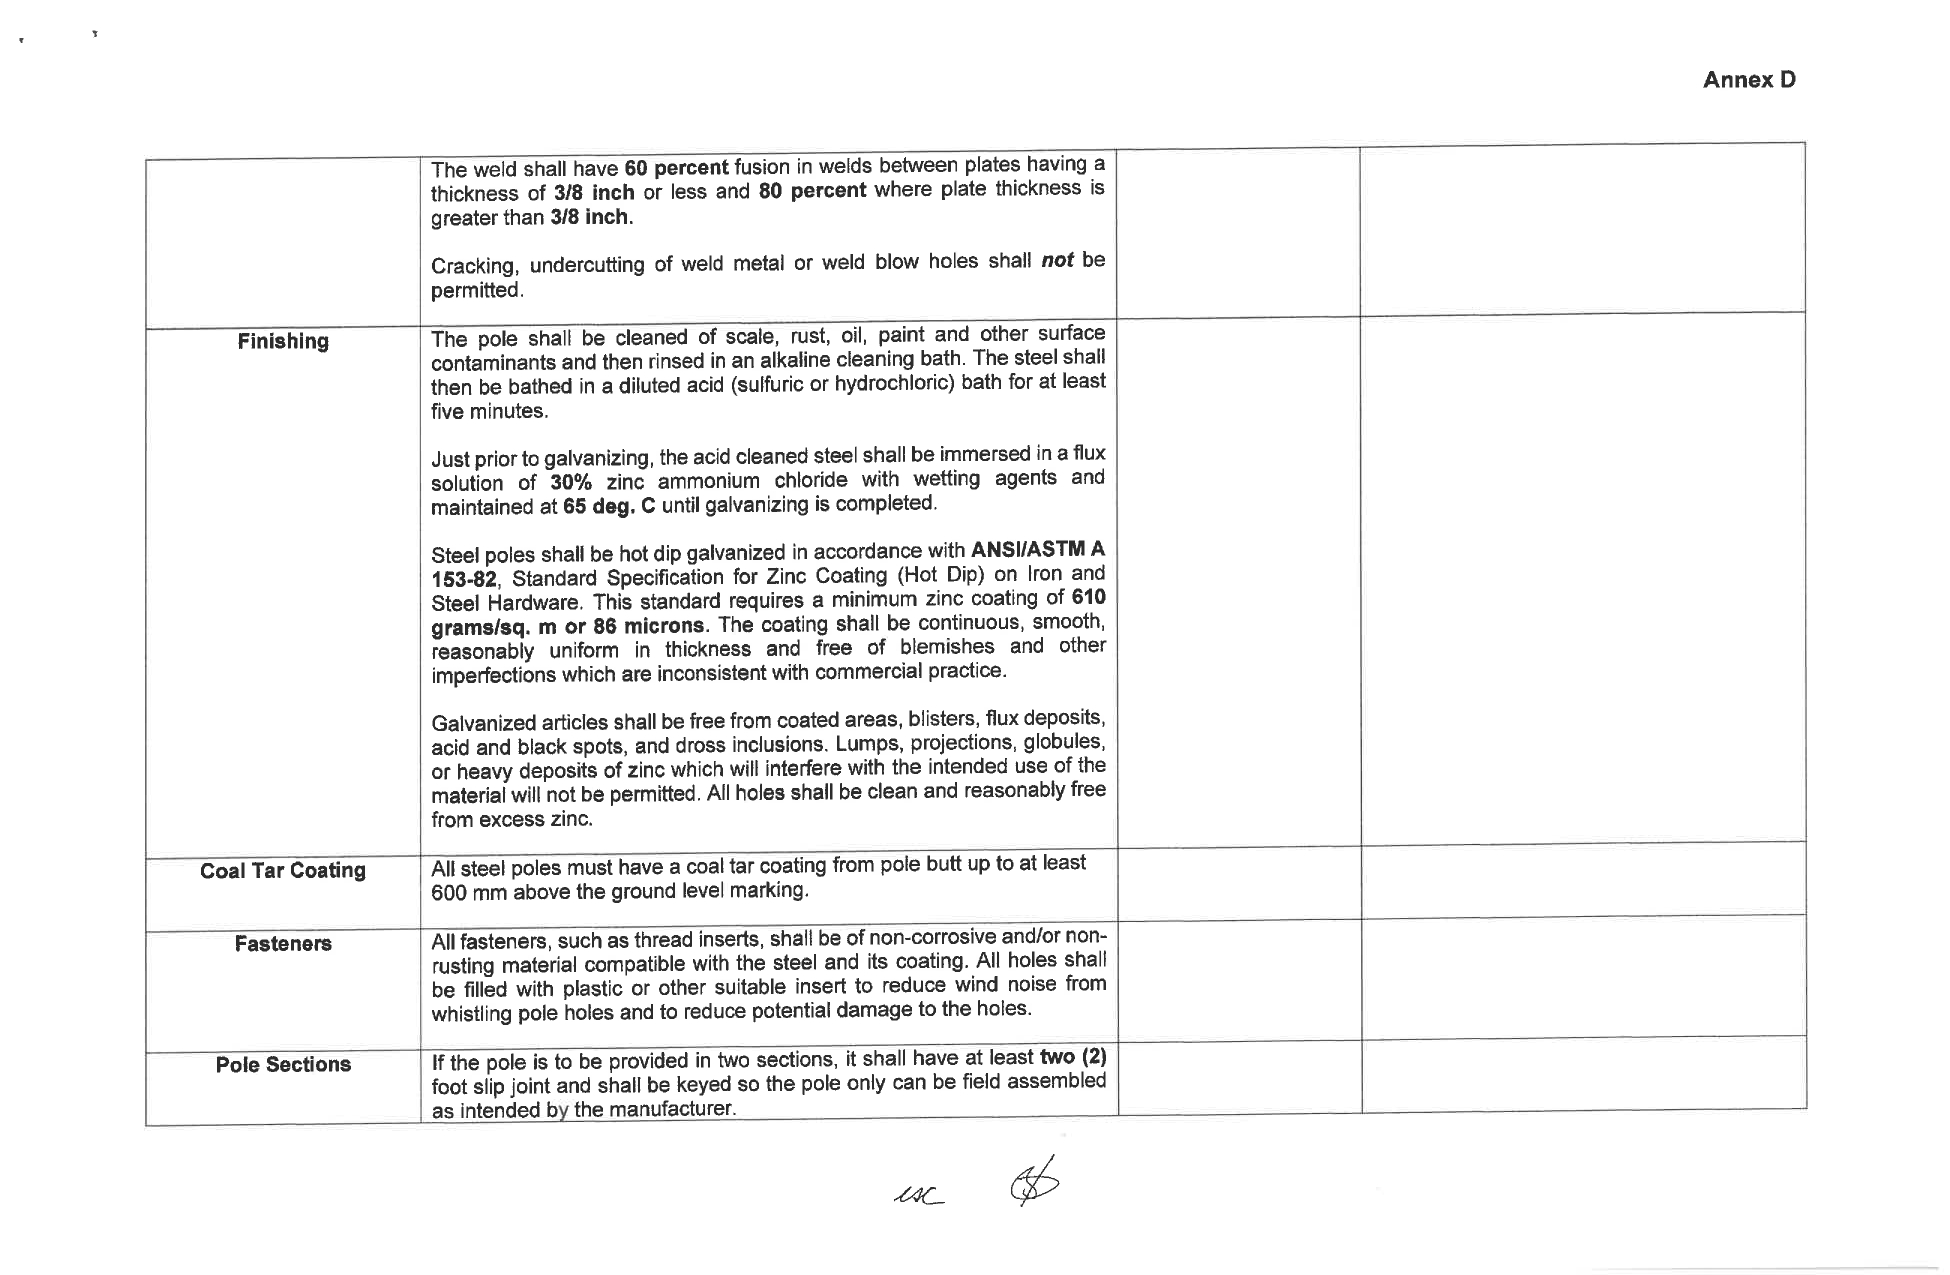 Annex D
The weld shall have 60 percent fusion in welds between plates having a
thickness of 3/8 inch or less and 80 percent where plate thickness is
greater than 3/8 inch.
Cracking, undercutting of weld metal or weld blow holes shall not be
permitted.
Finishing
The pole shall be cleaned of scale, rust, oil, paint and other surface
contaminants and then rinsed in an alkaline cleaning bath. The steel shall
then be bathed in a diluted acid (sulfuric or hydrochloric) bath for at least
five minutes.
Just prior to galvanizing, the acid cleaned steel shall be immersed in a flux
solution of 30% zinc ammonium chloride with wetting agents and
maintained at 65 deg. C until galvanizing is completed.
Steel poles shall be hot dip galvanized in accordance with ANSI/ASTM A
153-82, Standard Specification for Zinc Coating (Hot Dip) on Iron and
Steel Hardware. This standard requires a minimum zinc coating of 610
grams/sq. m or 86 microns. The coating shall be continuous, smooth,
reasonably uniform in thickness and free of blemishes and other
imperfections which are inconsistent with commercial practice.
Galvanized articles shall be free from coated areas, blisters, flux deposits,
acid and black spots, and dross inclusions. Lumps, projections, globules,
or heavy deposits of zinc which will interfere with the intended use of the
material will not be permitted. All holes shall be clean and reasonably free
from excess zinc.
Coal Tar Coating
All steel poles must have a coal tar coating from pole butt up to at least
600 mm above the ground level marking.
Fasteners
All fasteners, such as thread inserts, shall be of non-corrosive and/or non-
rusting material compatible with the steel and its coating. All holes shall
be filled with plastic or other suitable insert to reduce wind noise from
whistling pole holes and to reduce potential damage to the holes.
Pole Sections
If the pole is to be provided in two sections, it shall have at least two (2)
foot slip joint and shall be keyed so the pole only can be field assembled
as intended by the manufacturer.